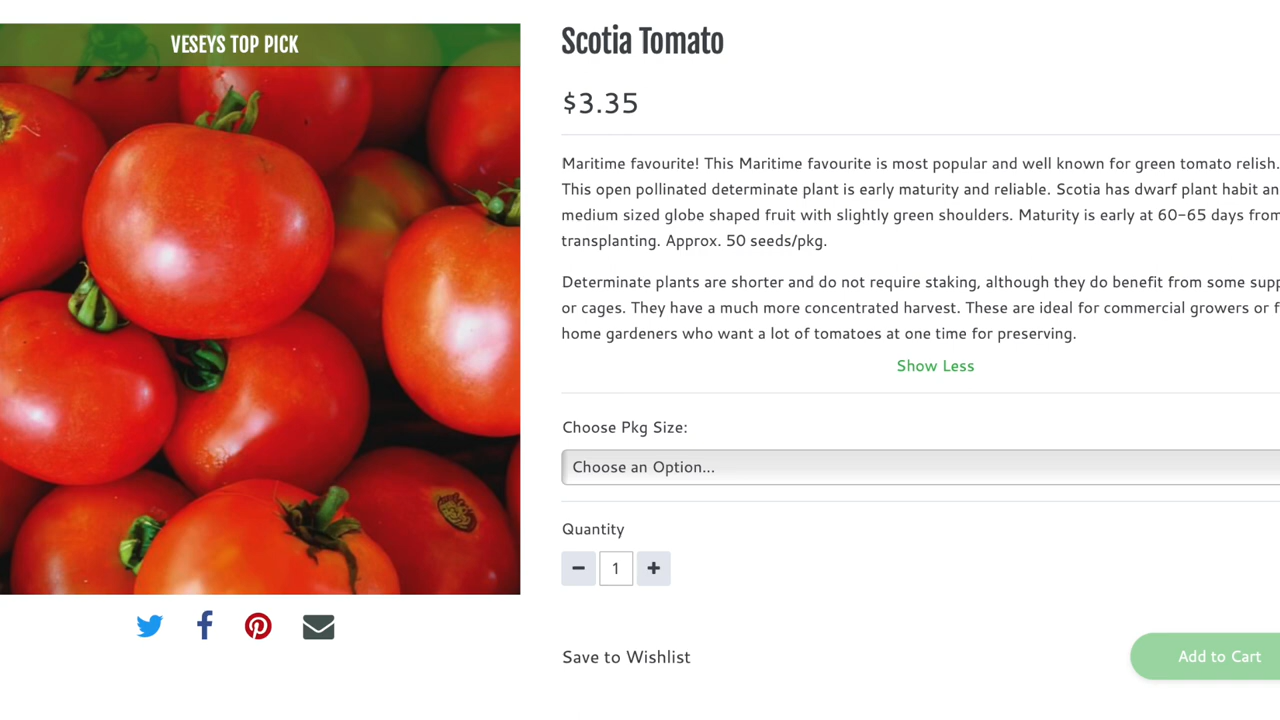 VESEYS TOP PICK
Scotia Tomato
$3.35
Maritime favourite! This Maritime favourite is most popular and well known for green tomato relish.
This open pollinated determinate plant is early maturity and reliable. Scotia has dwarf plant habit
medium sized globe shaped fruit with slightly green shoulders. Maturity is early at 60-65 days
transplanting. Approx. 50 seeds/pkg.
Determinate plants are shorter and do not require staking, although they do benefit from some
or cages. They have a much more concentrated harvest. These are ideal for commercial growers or
home gardeners who want a lot of tomatoes at one time for preserving.
Show Less
Choose Pkg Size:
Choose an Option...
Quantity
− 1 +
Save to Wishlist
Add to Cart